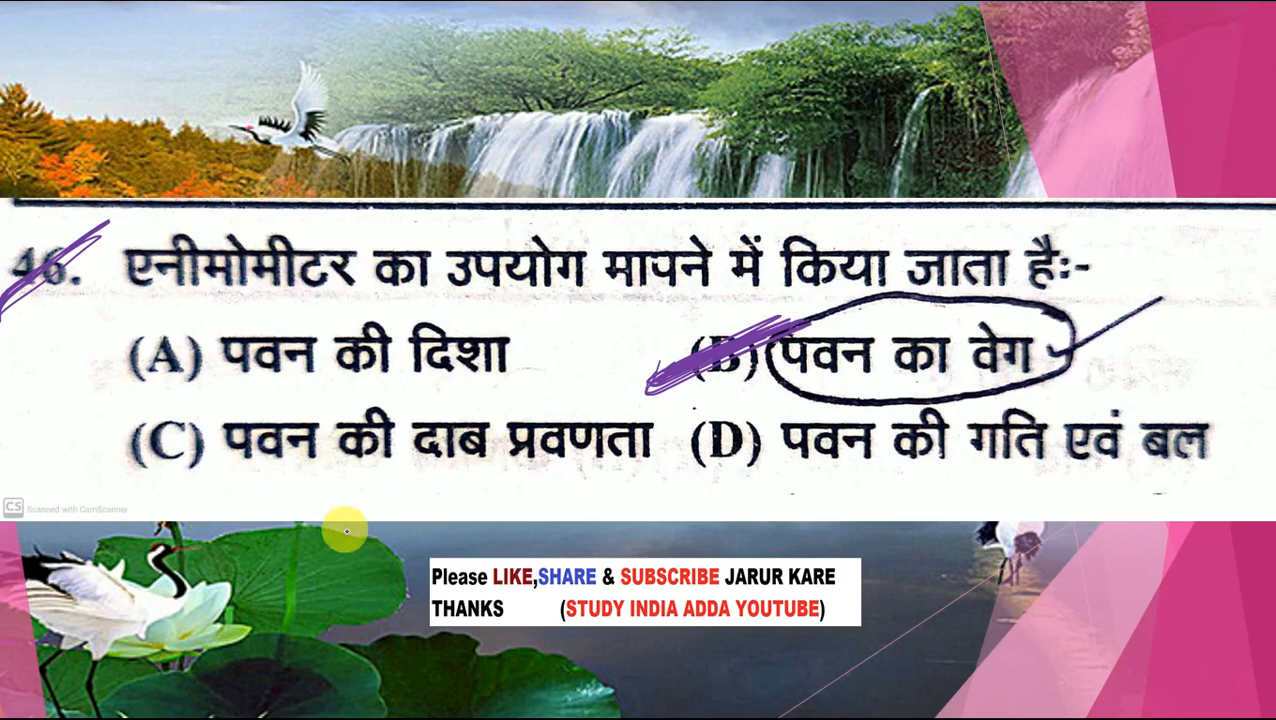 46. एनीमोमीटर का उपयोग मापने में किया जाता हैः-
(A) पवन की दिशा (B) पवन का वेग
(C) पवन की दाब प्रवणता (D) पवन की गति एवं बल
CS Scanned with CamScanner
Please LIKE,SHARE & SUBSCRIBE JARUR KARE
THANKS (STUDY INDIA ADDA YOUTUBE)